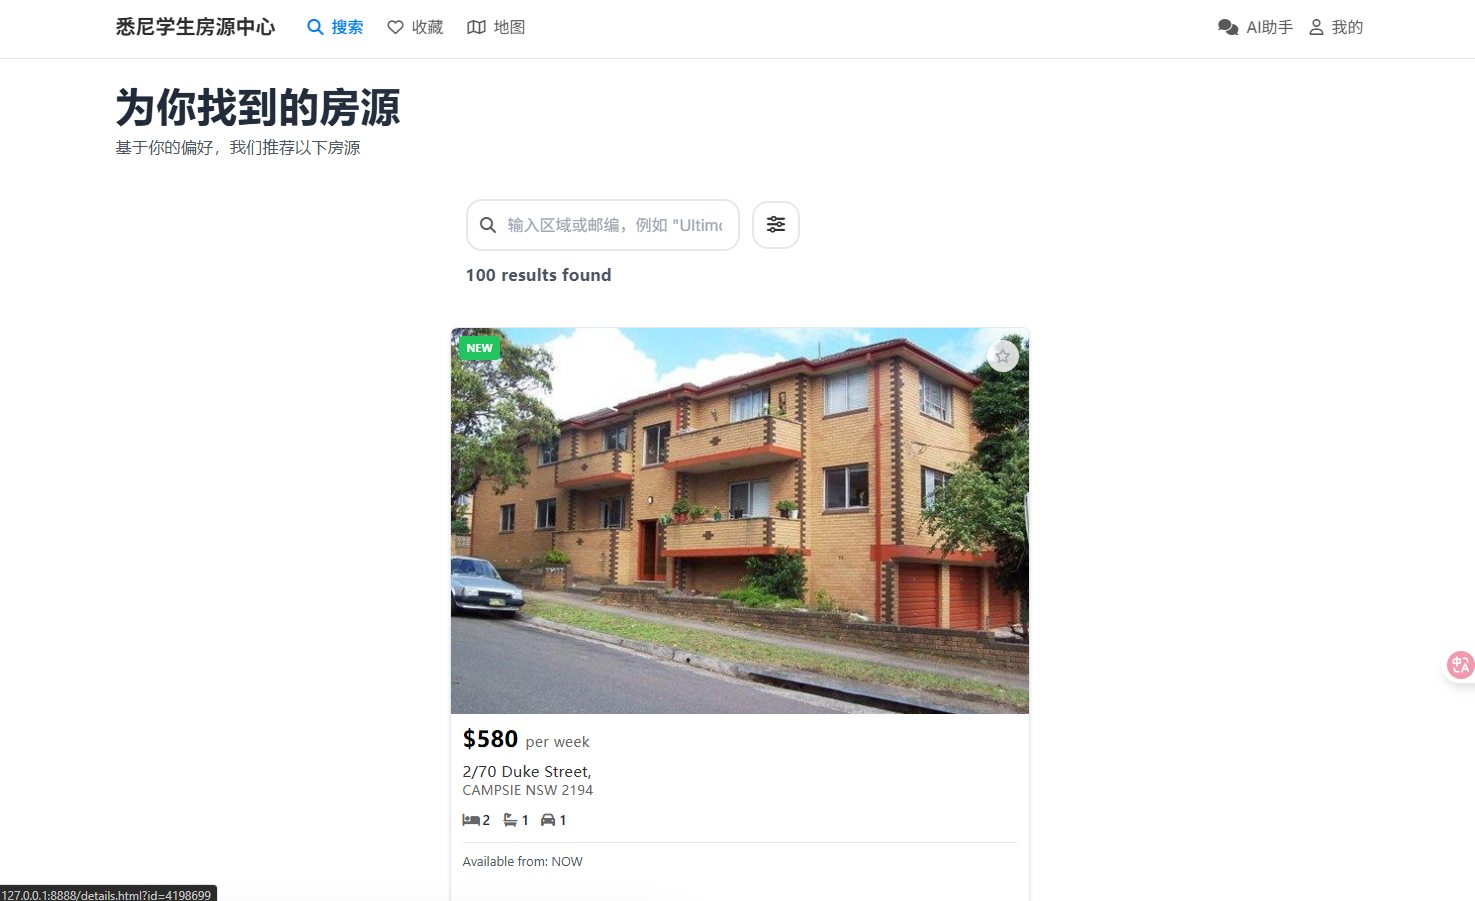 悉尼学生房源中心 搜索 收藏 地图 AI助手 我的
为你找到的房源
基于你的偏好，我们推荐以下房源
输入区域或邮编，例如 "Ultimo
100 results found
NEW
$580 per week
2/70 Duke Street,
CAMPSIE NSW 2194
2 1 1
Available from: NOW
127.0.0.1:8888/details.html?id=4198699
中A